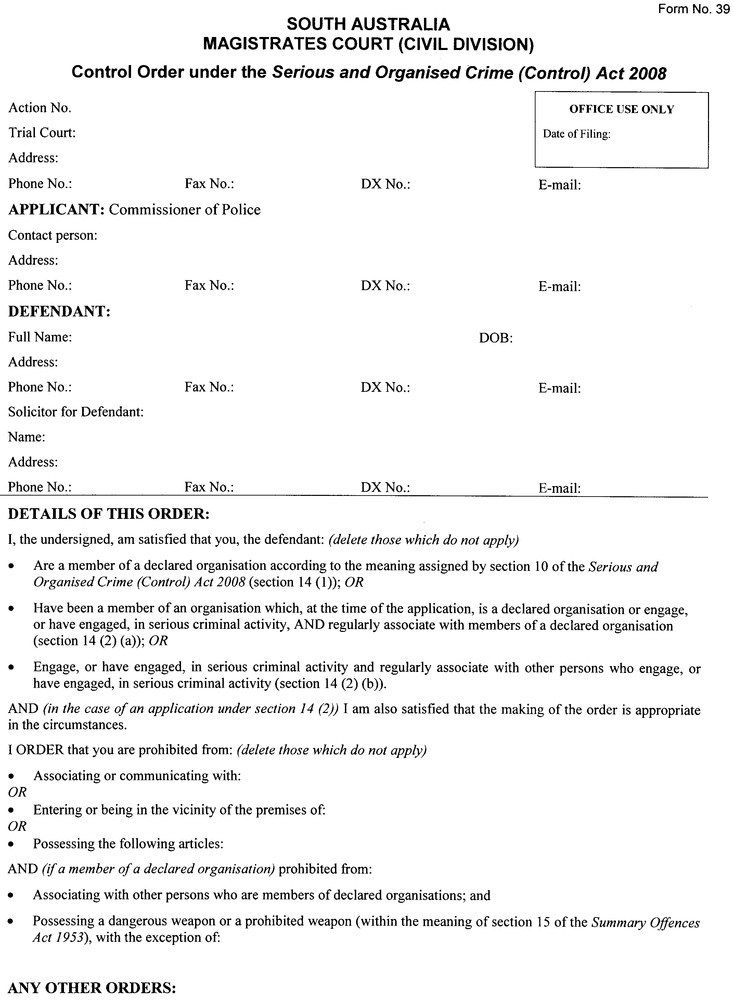 Form No. 39
SOUTH AUSTRALIA
MAGISTRATES COURT (CIVIL DIVISION)
Control Order under the Serious and Organised Crime (Control) Act 2008
Action No.
OFFICE USE ONLY
Trial Court:
Date of Filing:
Address:
Phone No.: Fax No.: DX No.: E-mail:
APPLICANT: Commissioner of Police
Contact person:
Address:
Phone No.: Fax No.: DX No.: E-mail:
DEFENDANT:
Full Name: DOB:
Address:
Phone No.: Fax No.: DX No.: E-mail:
Solicitor for Defendant:
Name:
Address:
Phone No.: Fax No.: DX No.: E-mail:
DETAILS OF THIS ORDER:
I, the undersigned, am satisfied that you, the defendant: (delete those which do not apply)
• Are a member of a declared organisation according to the meaning assigned by section 10 of the Serious and
Organised Crime (Control) Act 2008 (section 14 (1)); OR
• Have been a member of an organisation which, at the time of the application, is a declared organisation or engage,
or have engaged, in serious criminal activity, AND regularly associate with members of a declared organisation
(section 14 (2) (a)); OR
• Engage, or have engaged, in serious criminal activity and regularly associate with other persons who engage, or
have engaged, in serious criminal activity (section 14 (2) (b)).
AND (in the case of an application under section 14 (2)) I am also satisfied that the making of the order is appropriate
in the circumstances.
I ORDER that you are prohibited from: (delete those which do not apply)
• Associating or communicating with:
OR
• Entering or being in the vicinity of the premises of:
OR
• Possessing the following articles:
AND (if a member of a declared organisation) prohibited from:
• Associating with other persons who are members of declared organisations; and
• Possessing a dangerous weapon or a prohibited weapon (within the meaning of section 15 of the Summary Offences
Act 1953), with the exception of:
ANY OTHER ORDERS: